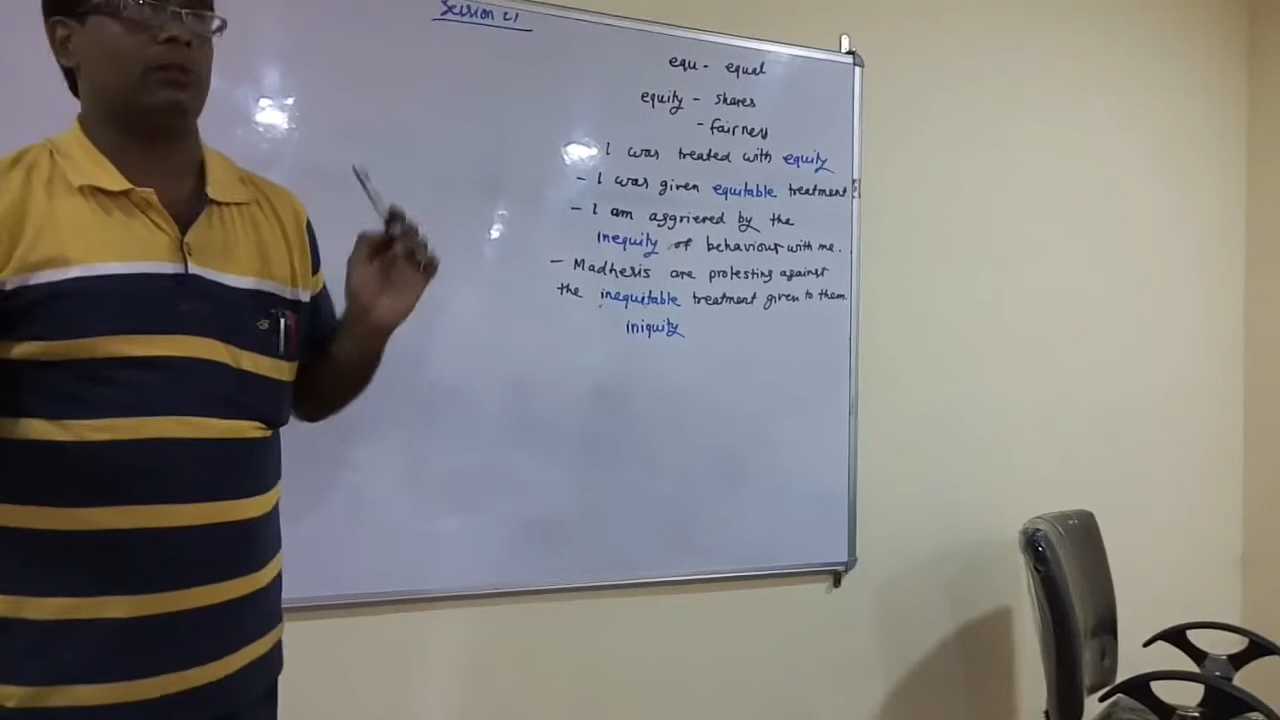 Session 21
equ - equal
equity - shares
- fairness
I was treated with equity
- I was given equitable treatment
- I am aggrieved by the
inequity of behaviour with me.
- Madhesis are protesting against
the inequitable treatment given to them.
iniquity